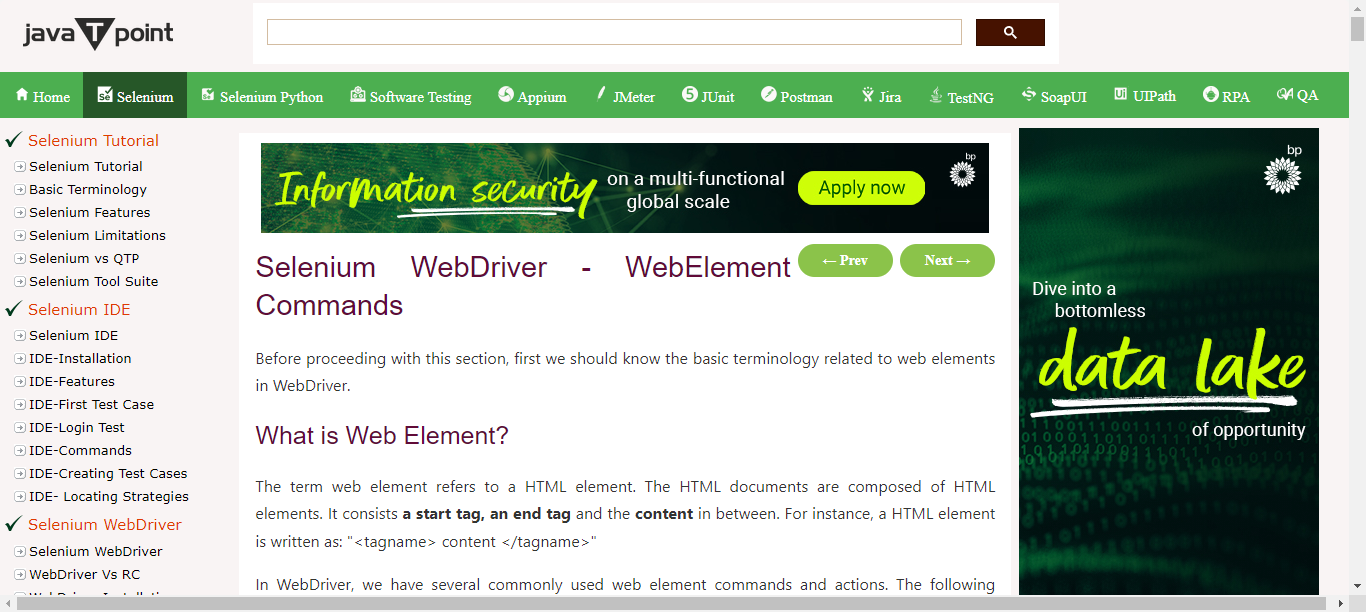 javaTpoint
Home Selenium Selenium Python Software Testing Appium JMeter JUnit Postman Jira TestNG SoapUI UIPath RPA QA
Selenium Tutorial
Selenium Tutorial
Basic Terminology
Selenium Features
Selenium Limitations
Selenium vs QTP
Selenium Tool Suite
Selenium IDE
Selenium IDE
IDE-Installation
IDE-Features
IDE-First Test Case
IDE-Login Test
IDE-Commands
IDE-Creating Test Cases
IDE- Locating Strategies
Selenium WebDriver
Selenium WebDriver
WebDriver Vs RC
Information security
on a multi-functional
global scale
Apply now
bp
← Prev
Next →
Selenium WebDriver - WebElement
Commands
Before proceeding with this section, first we should know the basic terminology related to web elements
in WebDriver.
What is Web Element?
The term web element refers to a HTML element. The HTML documents are composed of HTML
elements. It consists a start tag, an end tag and the content in between. For instance, a HTML element
is written as: "<tagname> content </tagname>"
In WebDriver, we have several commonly used web element commands and actions. The following
bp
Dive into a
bottomless
data lake
of opportunity